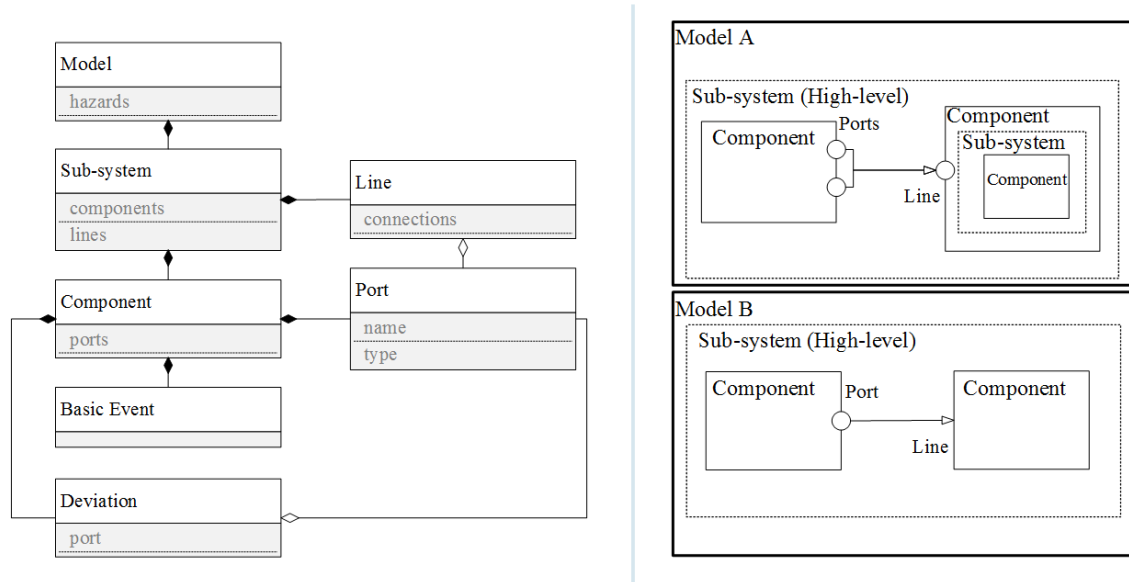 Model
hazards
Sub-system
components
lines
Line
connections
Component
ports
Port
name
type
Basic Event
Deviation
port
Model A
Sub-system (High-level)
Component
Ports
Component
Sub-system
Component
Line
Model B
Sub-system (High-level)
Component
Port
Component
Line